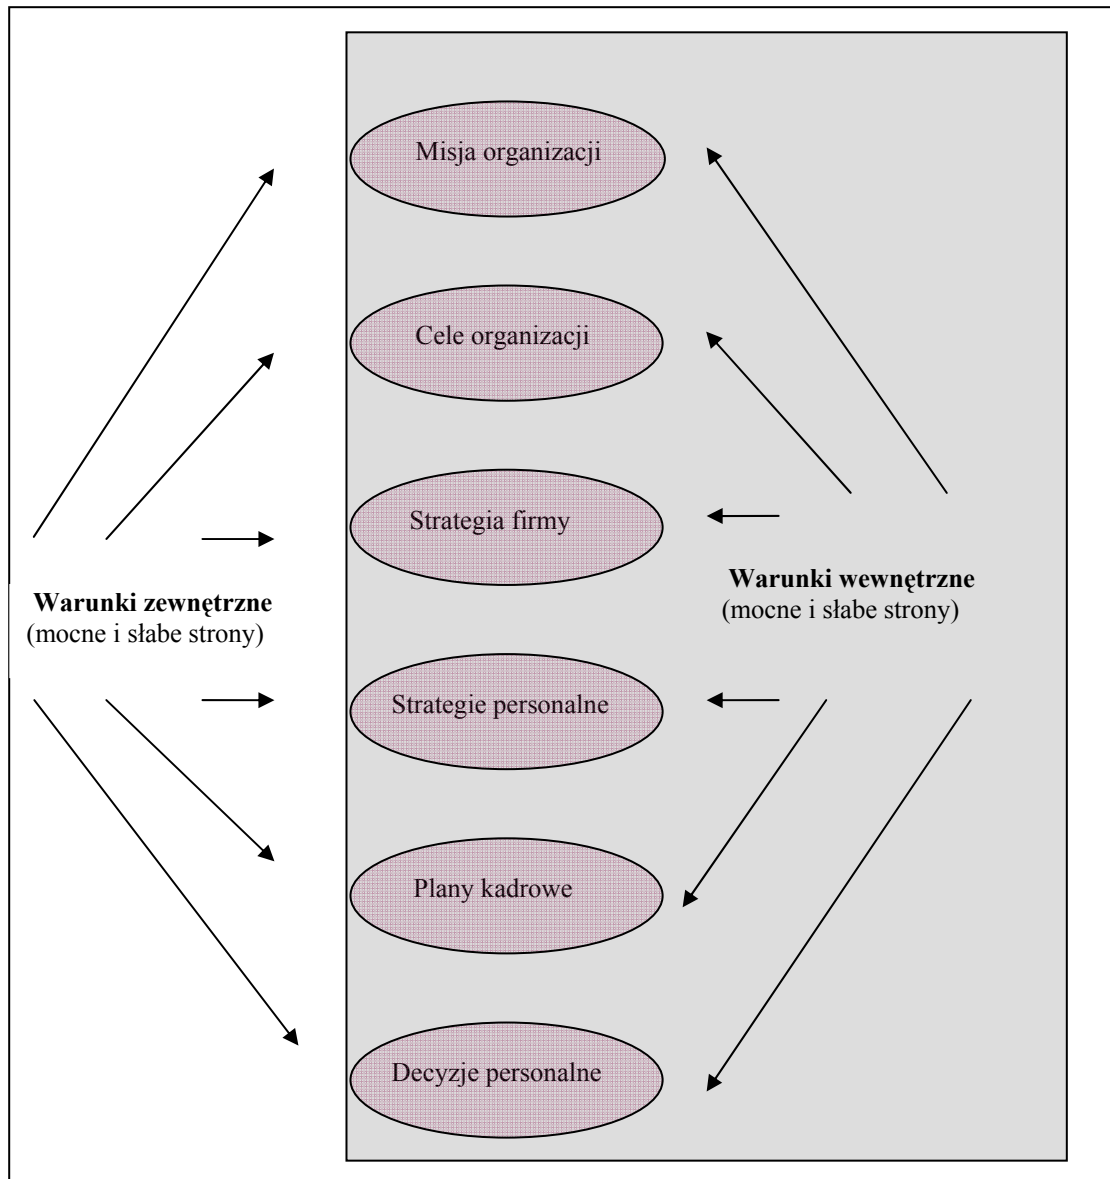 Misja organizacji
Cele organizacji
Strategia firmy
Warunki zewnętrzne
(mocne i słabe strony)
Warunki wewnętrzne
(mocne i słabe strony)
Strategie personalne
Plany kadrowe
Decyzje personalne